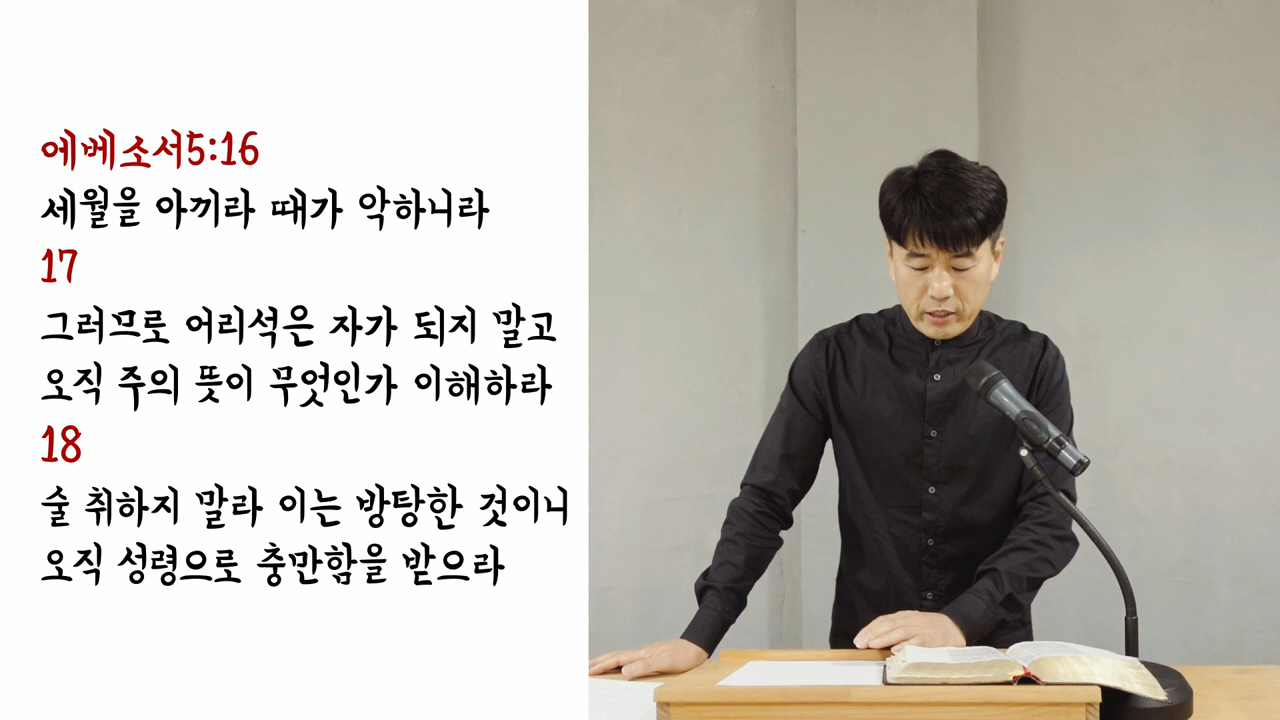 에베소서5:16
세월을 아끼라 때가 악하니라
17
그러므로 어리석은 자가 되지 말고
오직 주의 뜻이 무엇인가 이해하라
18
술 취하지 말라 이는 방탕한 것이니
오직 성령으로 충만함을 받으라